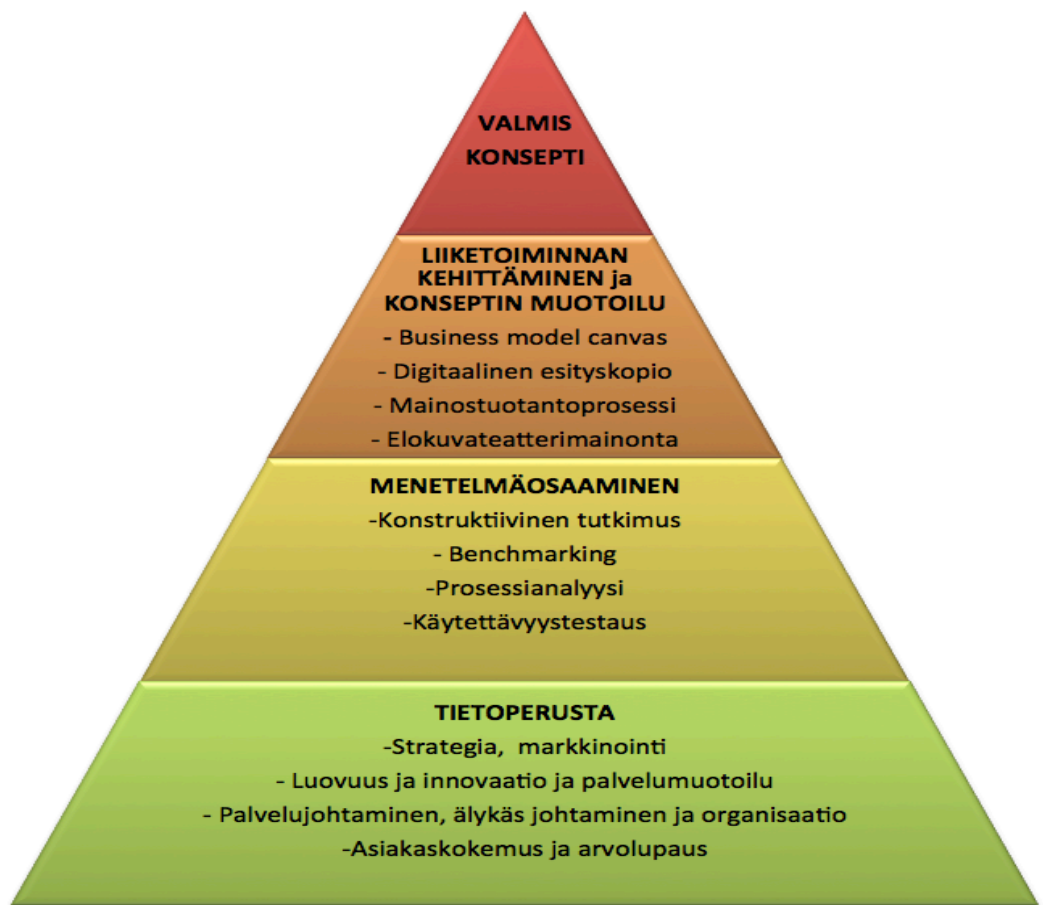 VALMIS
KONSEPTI
LIIKETOIMINNAN
KEHITTÄMINEN ja
KONSEPTIN MUOTOILU
- Business model canvas
- Digitaalinen esityskopio
- Mainostuotantoprosessi
- Elokuvateatterimainonta
MENETELMÄOSAAMINEN
-Konstruktiivinen tutkimus
- Benchmarking
-Prosessianalyysi
-Käytettävyystestaus
TIETOPERUSTA
-Strategia, markkinointi
- Luovuus ja innovaatio ja palvelumuotoilu
- Palvelujohtaminen, älykäs johtaminen ja organisaatio
-Asiakaskokemus ja arvolupaus